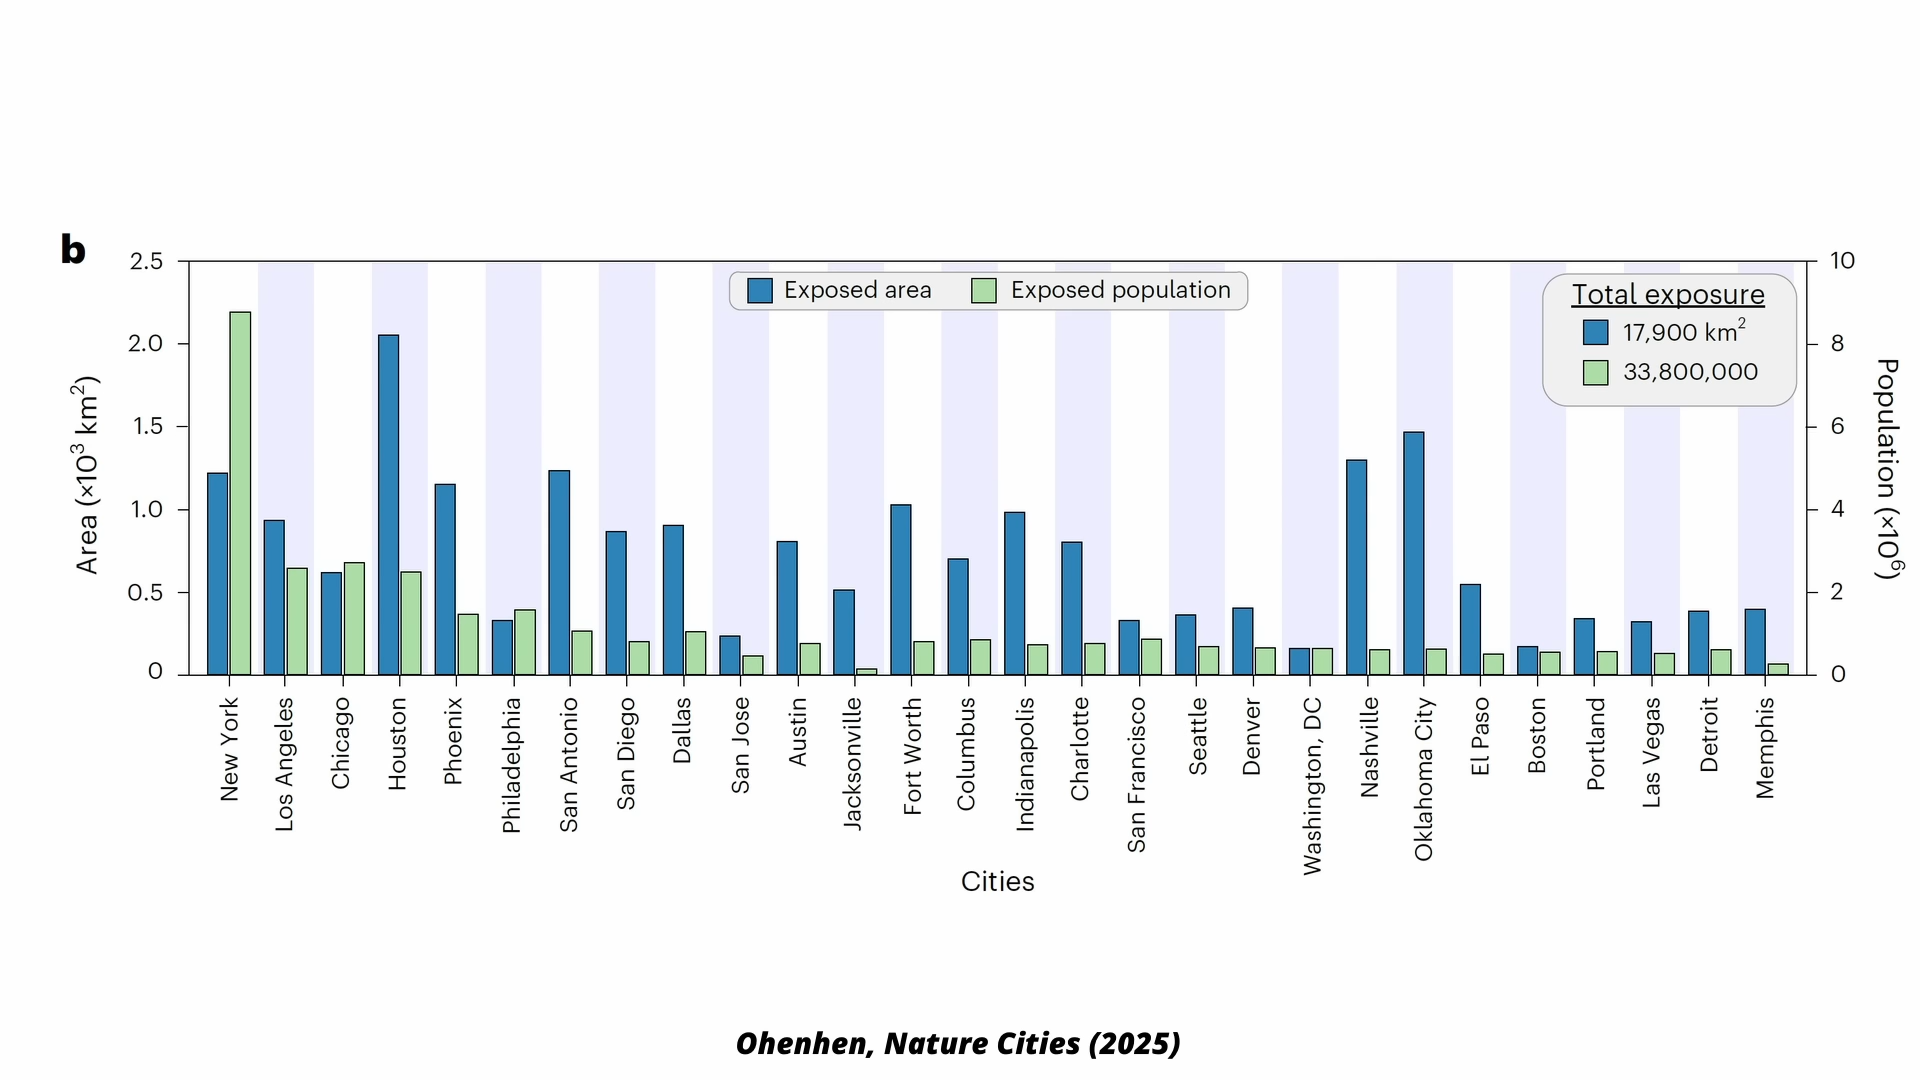 b
2.5
2.0
1.5
1.0
0.5
0
Area (×10³ km²)
Exposed area
Exposed population
Total exposure
17,900 km²
33,800,000
10
8
6
4
2
0
Population (×10⁶)
New York
Los Angeles
Chicago
Houston
Phoenix
Philadelphia
San Antonio
San Diego
Dallas
San Jose
Austin
Jacksonville
Fort Worth
Columbus
Indianapolis
Charlotte
San Francisco
Seattle
Denver
Washington, DC
Nashville
Oklahoma City
El Paso
Boston
Portland
Las Vegas
Detroit
Memphis
Cities
Ohenhen, Nature Cities (2025)